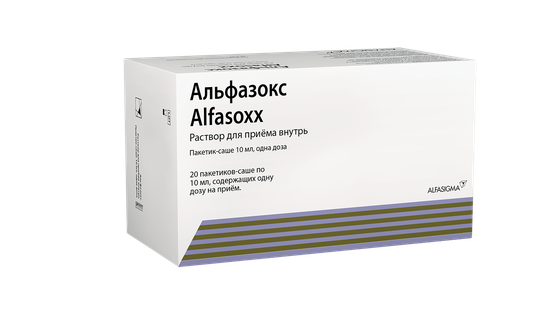 Альфазокс
Alfasoxx
Раствор для приёма внутрь
Пакетик-саше 10 мл, одна доза
20 пакетиков-саше по
10 мл, содержащих одну
дозу на приём.
ALFASIGMA